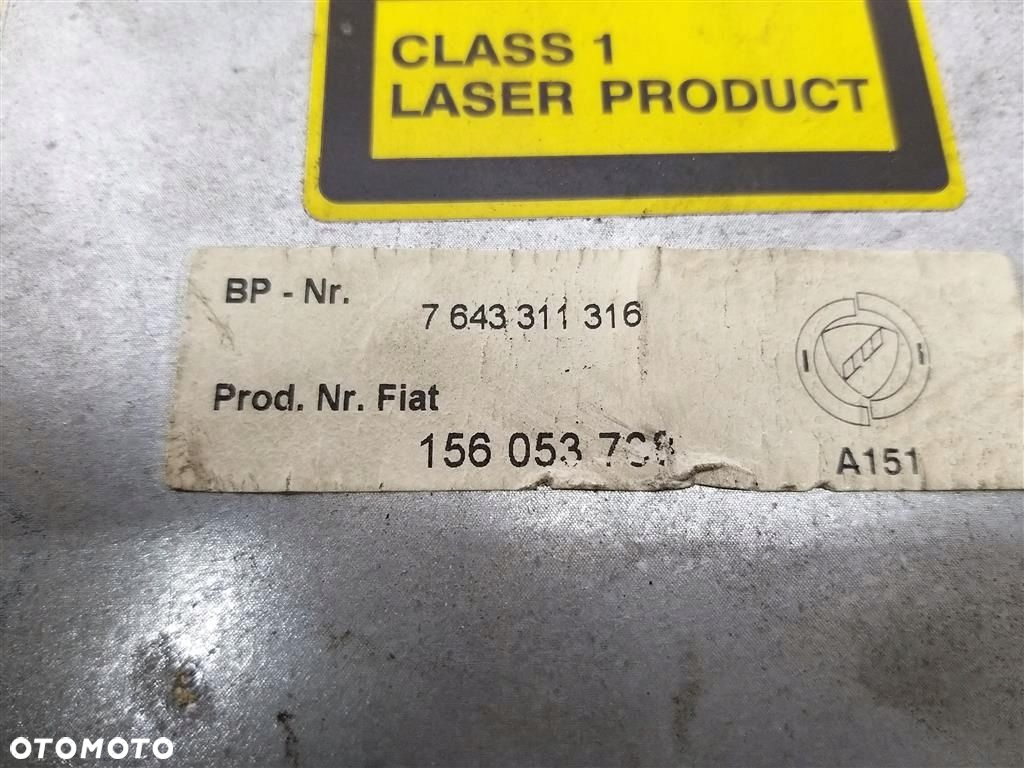 CLASS 1
LASER PRODUCT
BP - Nr.
7 643 311 316
Prod. Nr. Fiat
156 053
A151
OTOMOTO